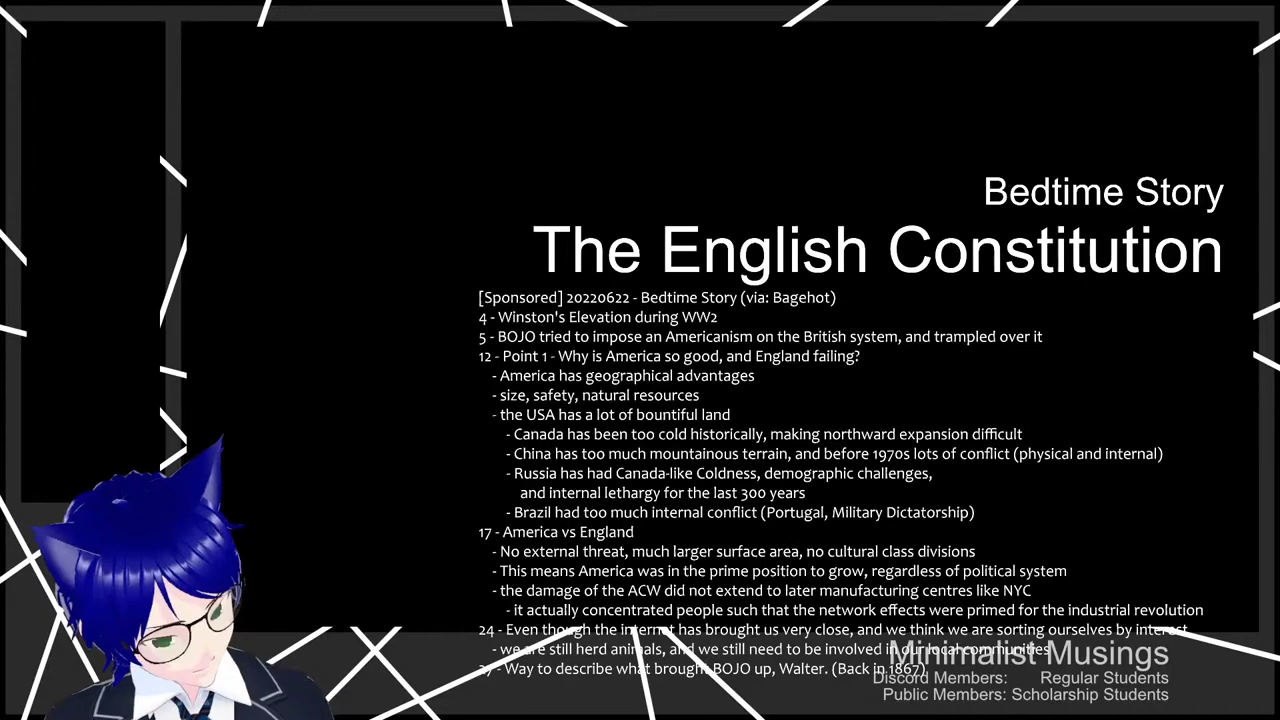 Bedtime Story
The English Constitution
[Sponsored] 20220622 - Bedtime Story (via: Bagehot)
4 - Winston's Elevation during WW2
5 - BOJO tried to impose an Americanism on the British system, and trampled over it
12 - Point 1 - Why is America so good, and England failing?
- America has geographical advantages
- size, safety, natural resources
- the USA has a lot of bountiful land
- Canada has been too cold historically, making northward expansion difficult
- China has too much mountainous terrain, and before 1970s lots of conflict (physical and internal)
- Russia has had Canada-like Coldness, demographic challenges,
and internal lethargy for the last 300 years
- Brazil had too much internal conflict (Portugal, Military Dictatorship)
17 - America vs England
- No external threat, much larger surface area, no cultural class divisions
- This means America was in the prime position to grow, regardless of political system
- the damage of the ACW did not extend to later manufacturing centres like NYC
- it actually concentrated people such that the network effects were primed for the industrial revolution
24 - Even though the internet has brought us very close, and we think we are sorting ourselves by interest
- we are still herd animals, and we still need to be involved in our local communities
- Way to describe what brought BOJO up, Walter. (Back in 1867)
Minimalist Musings
Discord Members: Regular Students
Public Members: Scholarship Students